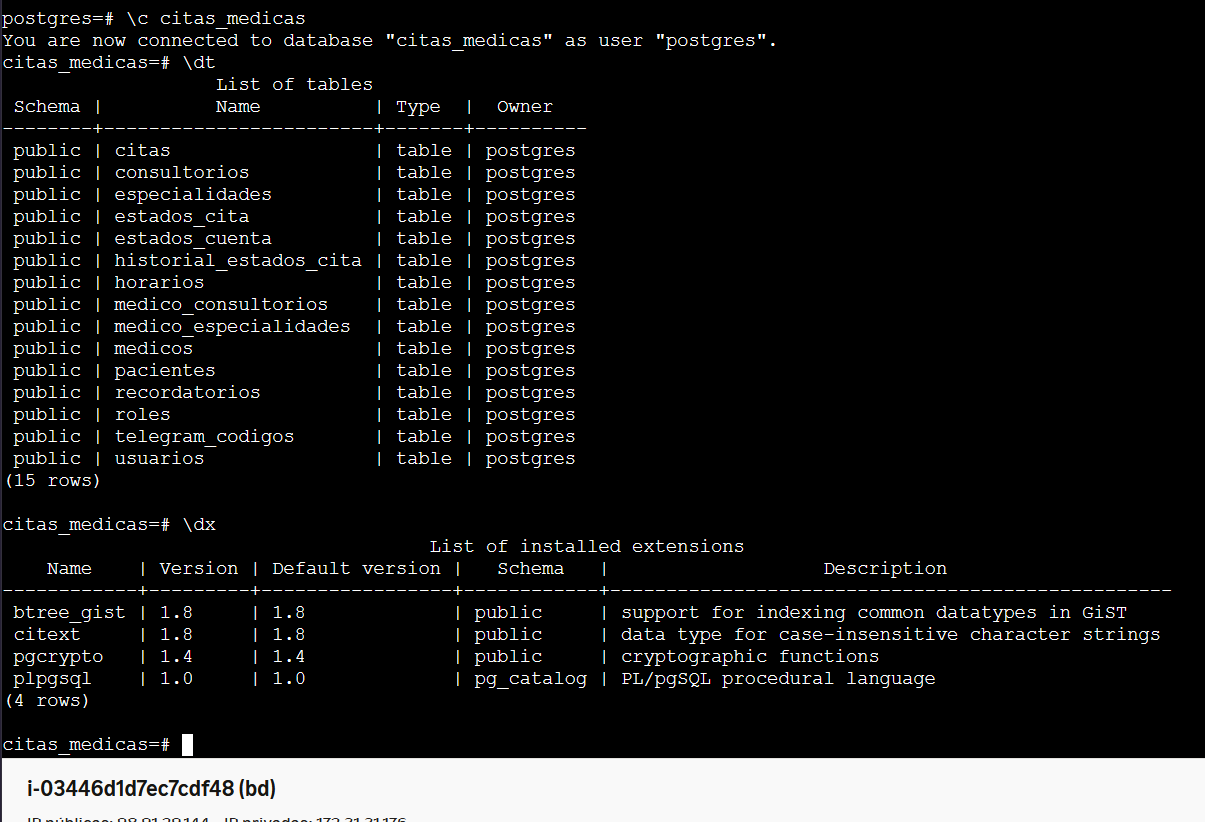 postgres=# \c citas_medicas
You are now connected to database "citas_medicas" as user "postgres".
citas_medicas=# \dt
                   List of tables
 Schema |          Name          | Type  |  Owner
--------+------------------------+-------+----------
 public | citas                  | table | postgres
 public | consultorios           | table | postgres
 public | especialidades         | table | postgres
 public | estados_cita           | table | postgres
 public | estados_cuenta         | table | postgres
 public | historial_estados_cita | table | postgres
 public | horarios               | table | postgres
 public | medico_consultorios    | table | postgres
 public | medico_especialidades  | table | postgres
 public | medicos                | table | postgres
 public | pacientes              | table | postgres
 public | recordatorios          | table | postgres
 public | roles                  | table | postgres
 public | telegram_codigos       | table | postgres
 public | usuarios               | table | postgres
(15 rows)
citas_medicas=# \dx
                                      List of installed extensions
    Name    | Version | Default version |   Schema   |                   Description
------------+---------+-----------------+------------+--------------------------------------------------
 btree_gist | 1.8     | 1.8             | public     | support for indexing common datatypes in GiST
 citext     | 1.8     | 1.8             | public     | data type for case-insensitive character strings
 pgcrypto   | 1.4     | 1.4             | public     | cryptographic functions
 plpgsql    | 1.0     | 1.0             | pg_catalog | PL/pgSQL procedural language
(4 rows)
citas_medicas=#
i-03446d1d7ec7cdf48 (bd)